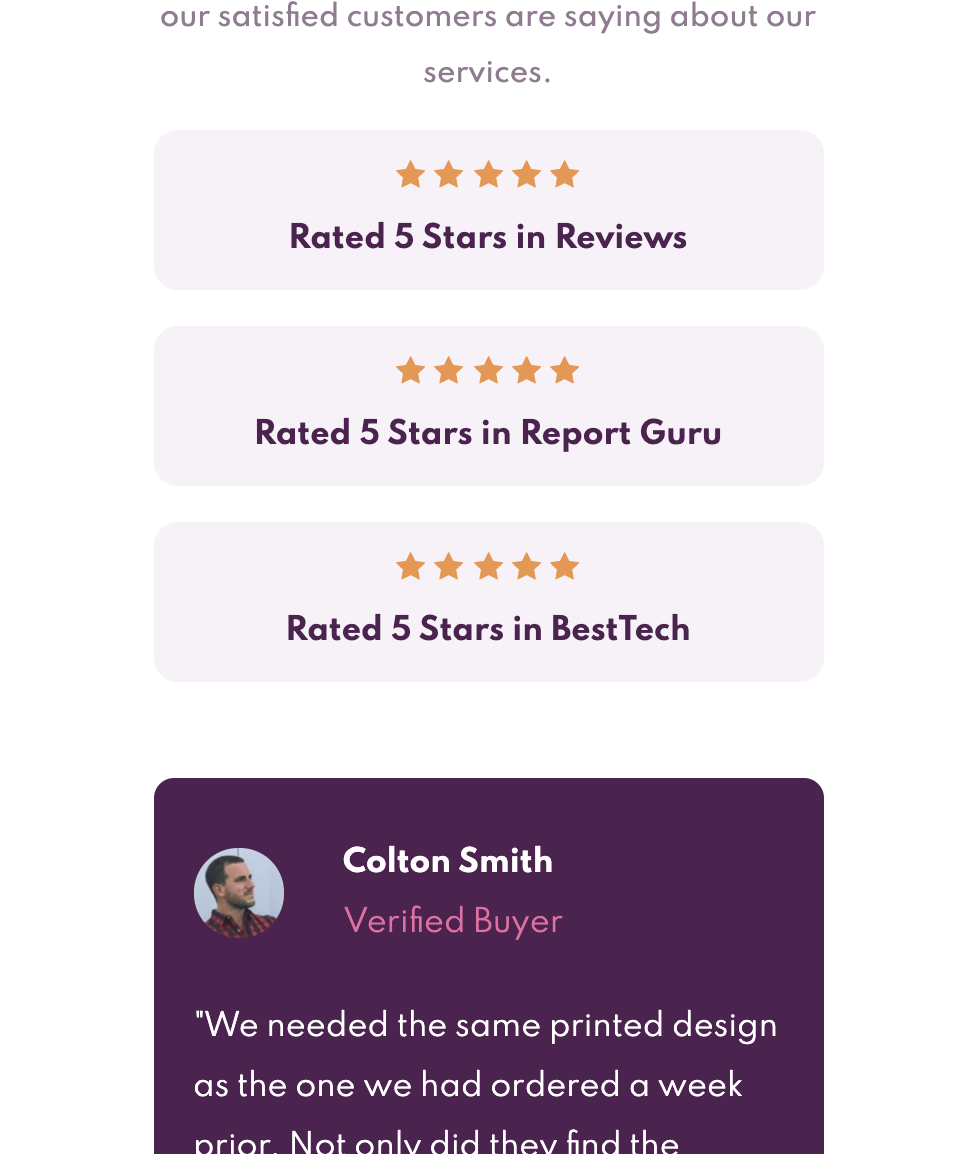 our satisfied customers are saying about our
services.
Rated 5 Stars in Reviews
Rated 5 Stars in Report Guru
Rated 5 Stars in BestTech
Colton Smith
Verified Buyer
"We needed the same printed design
as the one we had ordered a week
prior. Not only did they find the